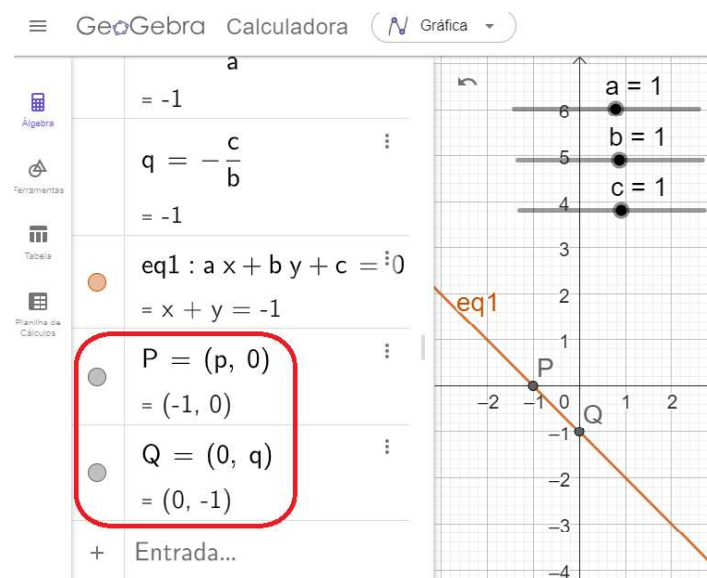 GeoGebra Calculadora Gráfica
Álgebra
Ferramentas
Tabela
Planilha de
Cálculos
a
= -1
q = −c/b
= -1
eq1 : a x + b y + c = 0
= x + y = -1
P = (p, 0)
= (-1, 0)
Q = (0, q)
= (0, -1)
+ Entrada...
a = 1
b = 1
c = 1
6
5
4
3
2
1
−2 −1 0 1 2
−1
−2
−3
−4
eq1
P
Q